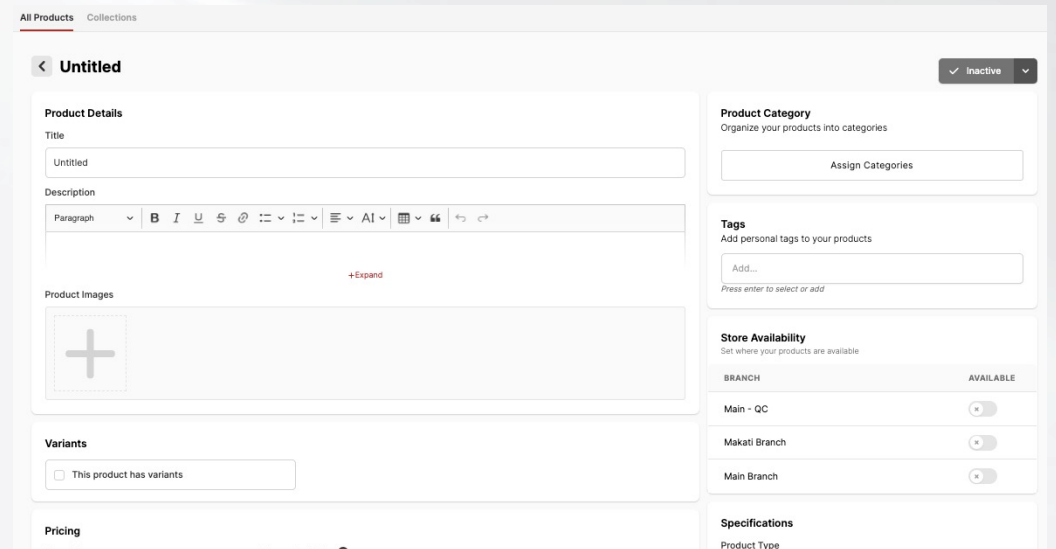 All Products Collections
Untitled
Inactive
Product Details
Title
Untitled
Description
Paragraph B I U S AI
+Expand
Product Images
Variants
This product has variants
Pricing
Product Category
Organize your products into categories
Assign Categories
Tags
Add personal tags to your products
Add...
Press enter to select or add
Store Availability
Set where your products are available
BRANCH AVAILABLE
Main - QC
Makati Branch
Main Branch
Specifications
Product Type